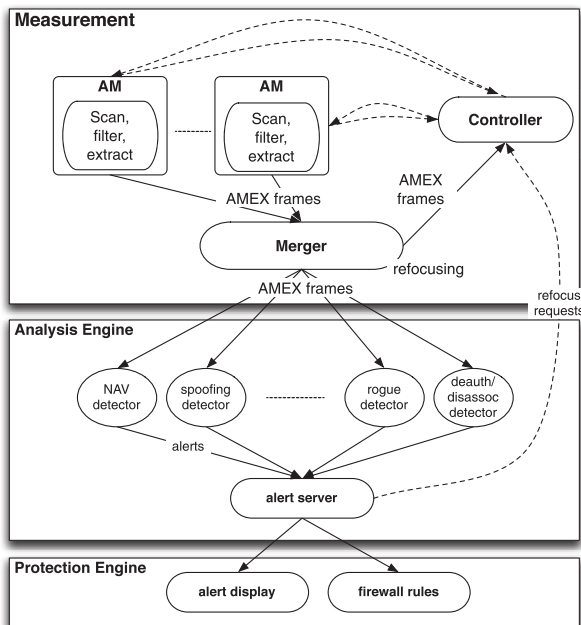 Measurement
AM
AM
Scan,
filter,
extract
Scan,
filter,
extract
Controller
AMEX frames
AMEX
frames
Merger
refocusing
AMEX frames
refocus
requests
Analysis Engine
NAV
detector
spoofing
detector
rogue
detector
deauth/
disassoc
detector
alerts
alert server
Protection Engine
alert display
firewall rules